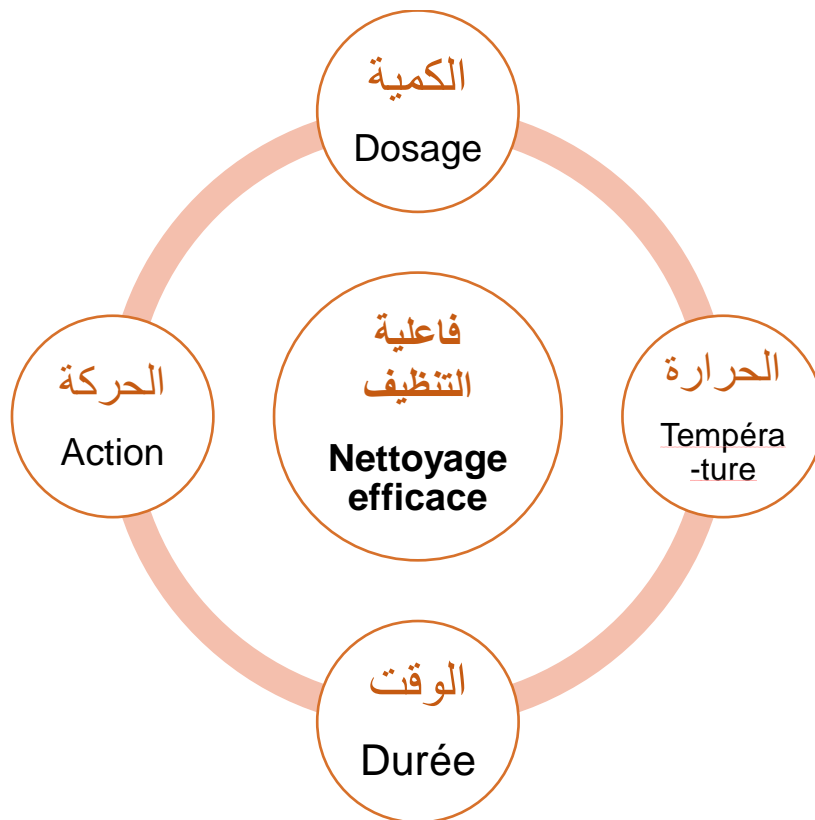 الكمية
Dosage
فاعلية
التنظيف
Nettoyage
efficace
الحركة
Action
الحرارة
Tempéra
-ture
الوقت
Durée